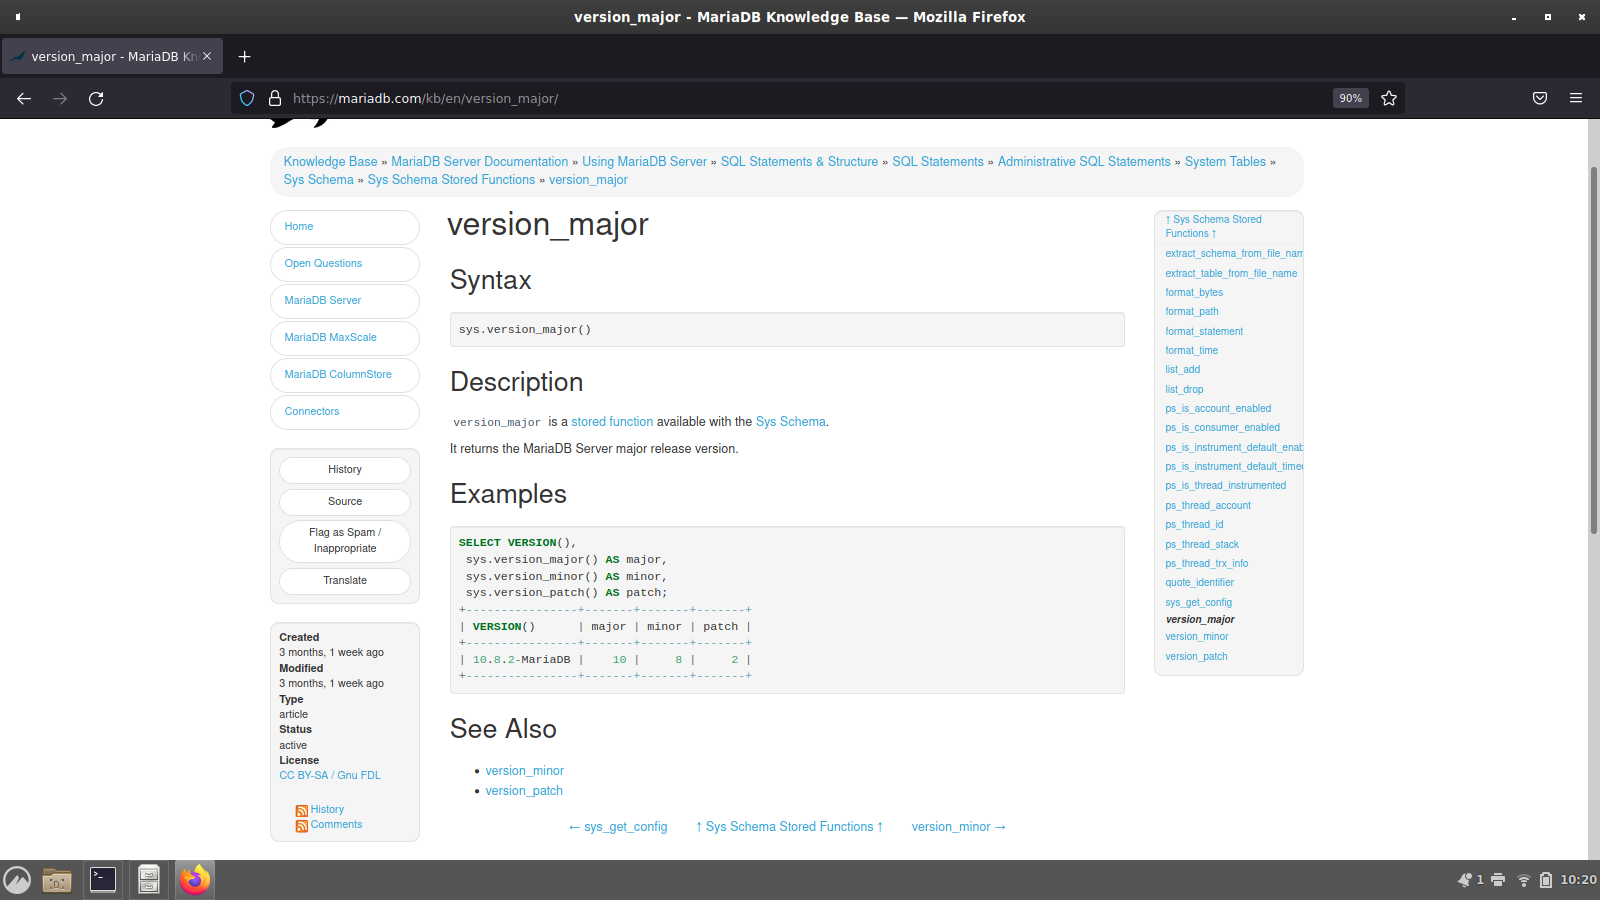 version_major - MariaDB Knowledge Base — Mozilla Firefox
version_major - MariaDB Kn
https://mariadb.com/kb/en/version_major/
90%
Knowledge Base » MariaDB Server Documentation » Using MariaDB Server » SQL Statements & Structure » SQL Statements » Administrative SQL Statements » System Tables »
Sys Schema » Sys Schema Stored Functions » version_major
Home
Open Questions
MariaDB Server
MariaDB MaxScale
MariaDB ColumnStore
Connectors
History
Source
Flag as Spam /
Inappropriate
Translate
Created
3 months, 1 week ago
Modified
3 months, 1 week ago
Type
article
Status
active
License
CC BY-SA / Gnu FDL
History
Comments
version_major
Syntax
sys.version_major()
Description
version_major is a stored function available with the Sys Schema.
It returns the MariaDB Server major release version.
Examples
SELECT VERSION(),
 sys.version_major() AS major,
 sys.version_minor() AS minor,
 sys.version_patch() AS patch;
+----------------+-------+-------+-------+
| VERSION()      | major | minor | patch |
+----------------+-------+-------+-------+
| 10.8.2-MariaDB |    10 |     8 |     2 |
+----------------+-------+-------+-------+
See Also
• version_minor
• version_patch
← sys_get_config ↑ Sys Schema Stored Functions ↑ version_minor →
↑ Sys Schema Stored
Functions ↑
extract_schema_from_file_nam
extract_table_from_file_name
format_bytes
format_path
format_statement
format_time
list_add
list_drop
ps_is_account_enabled
ps_is_consumer_enabled
ps_is_instrument_default_enab
ps_is_instrument_default_timed
ps_is_thread_instrumented
ps_thread_account
ps_thread_id
ps_thread_stack
ps_thread_trx_info
quote_identifier
sys_get_config
version_major
version_minor
version_patch
1
10:20